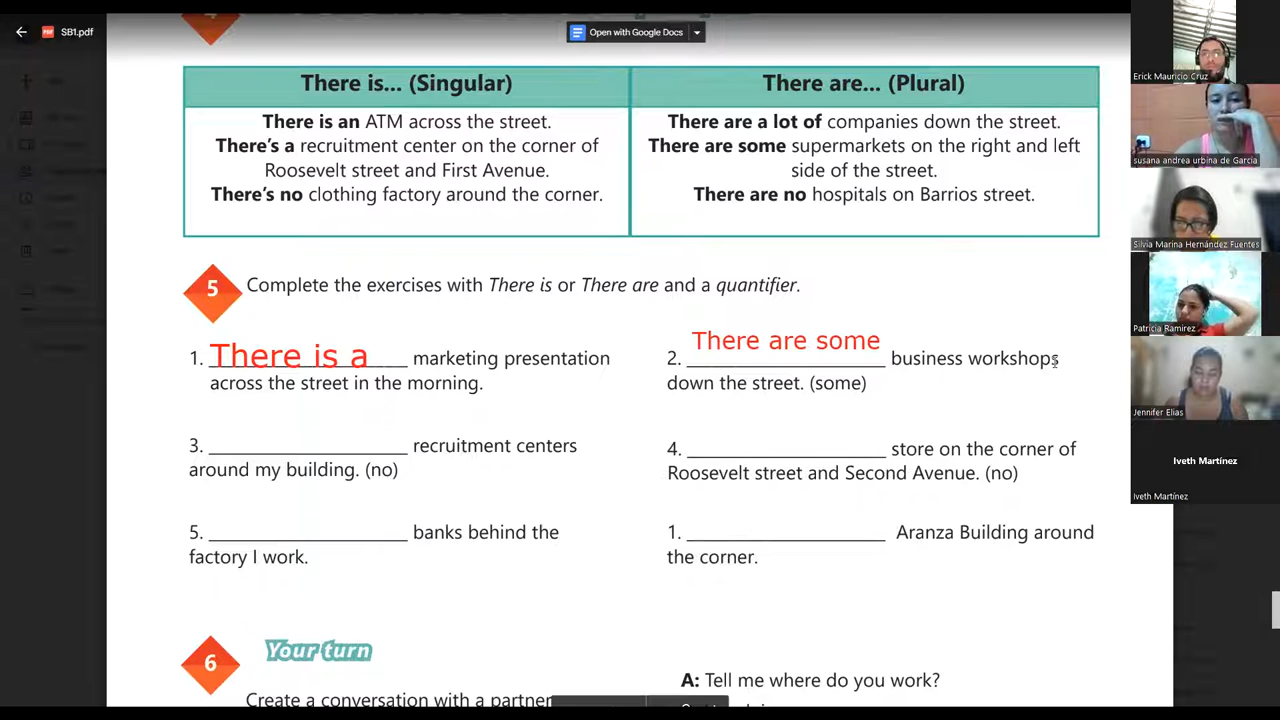 SB1.pdf
Open with Google Docs
There is... (Singular)
There is an ATM across the street.
There's a recruitment center on the corner of
Roosevelt street and First Avenue.
There's no clothing factory around the corner.
There are... (Plural)
There are a lot of companies down the street.
There are some supermarkets on the right and left
side of the street.
There are no hospitals on Barrios street.
5 Complete the exercises with There is or There are and a quantifier.
1. There is a ____________________ marketing presentation
across the street in the morning.
There are some
2. ____________________ business workshops
down the street. (some)
3. ____________________ recruitment centers
around my building. (no)
4. ____________________ store on the corner of
Roosevelt street and Second Avenue. (no)
5. ____________________ banks behind the
factory I work.
1. ____________________ Aranza Building around
the corner.
6 Your turn
Create a conversation with a partner
A: Tell me where do you work?
Erick Mauricio Cruz
susana andrea urbina de Garcia
Silvia Marina Hernández Fuentes
Patricia Ramirez
Jennifer Elias
Iveth Martínez
Iveth Martínez